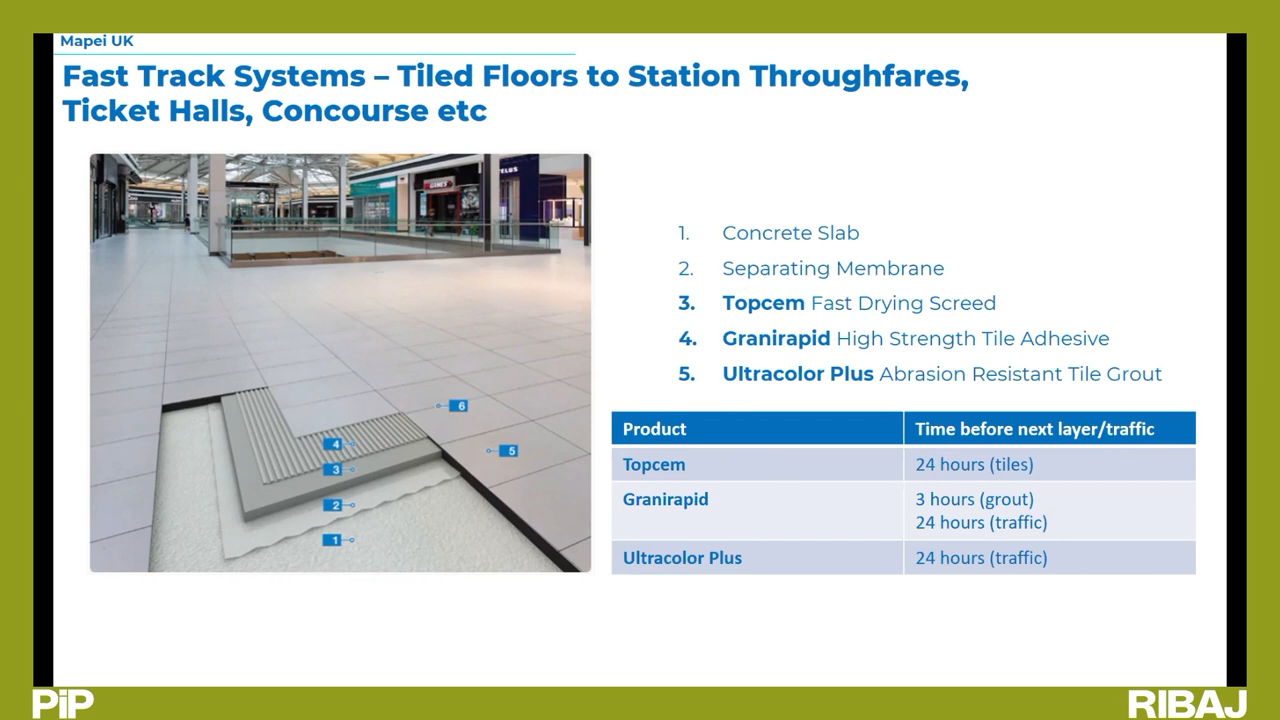 Mapei UK
Fast Track Systems – Tiled Floors to Station Throughfares,
Ticket Halls, Concourse etc
GAMES
TELUS
1. Concrete Slab
2. Separating Membrane
3. Topcem Fast Drying Screed
4. Granirapid High Strength Tile Adhesive
5. Ultracolor Plus Abrasion Resistant Tile Grout
6
4
5
3
2
1
Product Time before next layer/traffic
Topcem 24 hours (tiles)
Granirapid 3 hours (grout)
24 hours (traffic)
Ultracolor Plus 24 hours (traffic)
PiP
RIBAJ